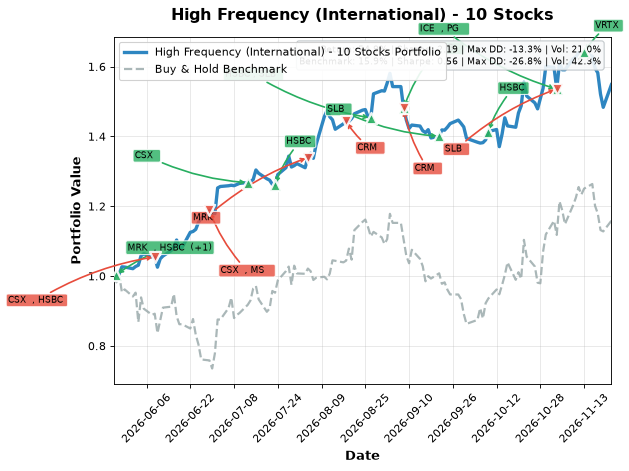 High Frequency (International) - 10 Stocks
ICE , PG
VRTX
High Frequency (International) - 10 Stocks Portfolio
Buy & Hold Benchmark
19 | Max DD: -13.3% | Vol: 21.0%
Benchmark: 15.9% | Sharpe: 0.56 | Max DD: -26.8% | Vol: 42.3%
1.6
1.4
1.2
1.0
0.8
Portfolio Value
HSBC
SLB
HSBC
CRM
SLB
CSX
CRM
MRK
MRK , HSBC (+1)
CSX , MS
CSX , HSBC
2026-06-06
2026-06-22
2026-07-08
2026-07-24
2026-08-09
2026-08-25
2026-09-10
2026-09-26
2026-10-12
2026-10-28
2026-11-13
Date